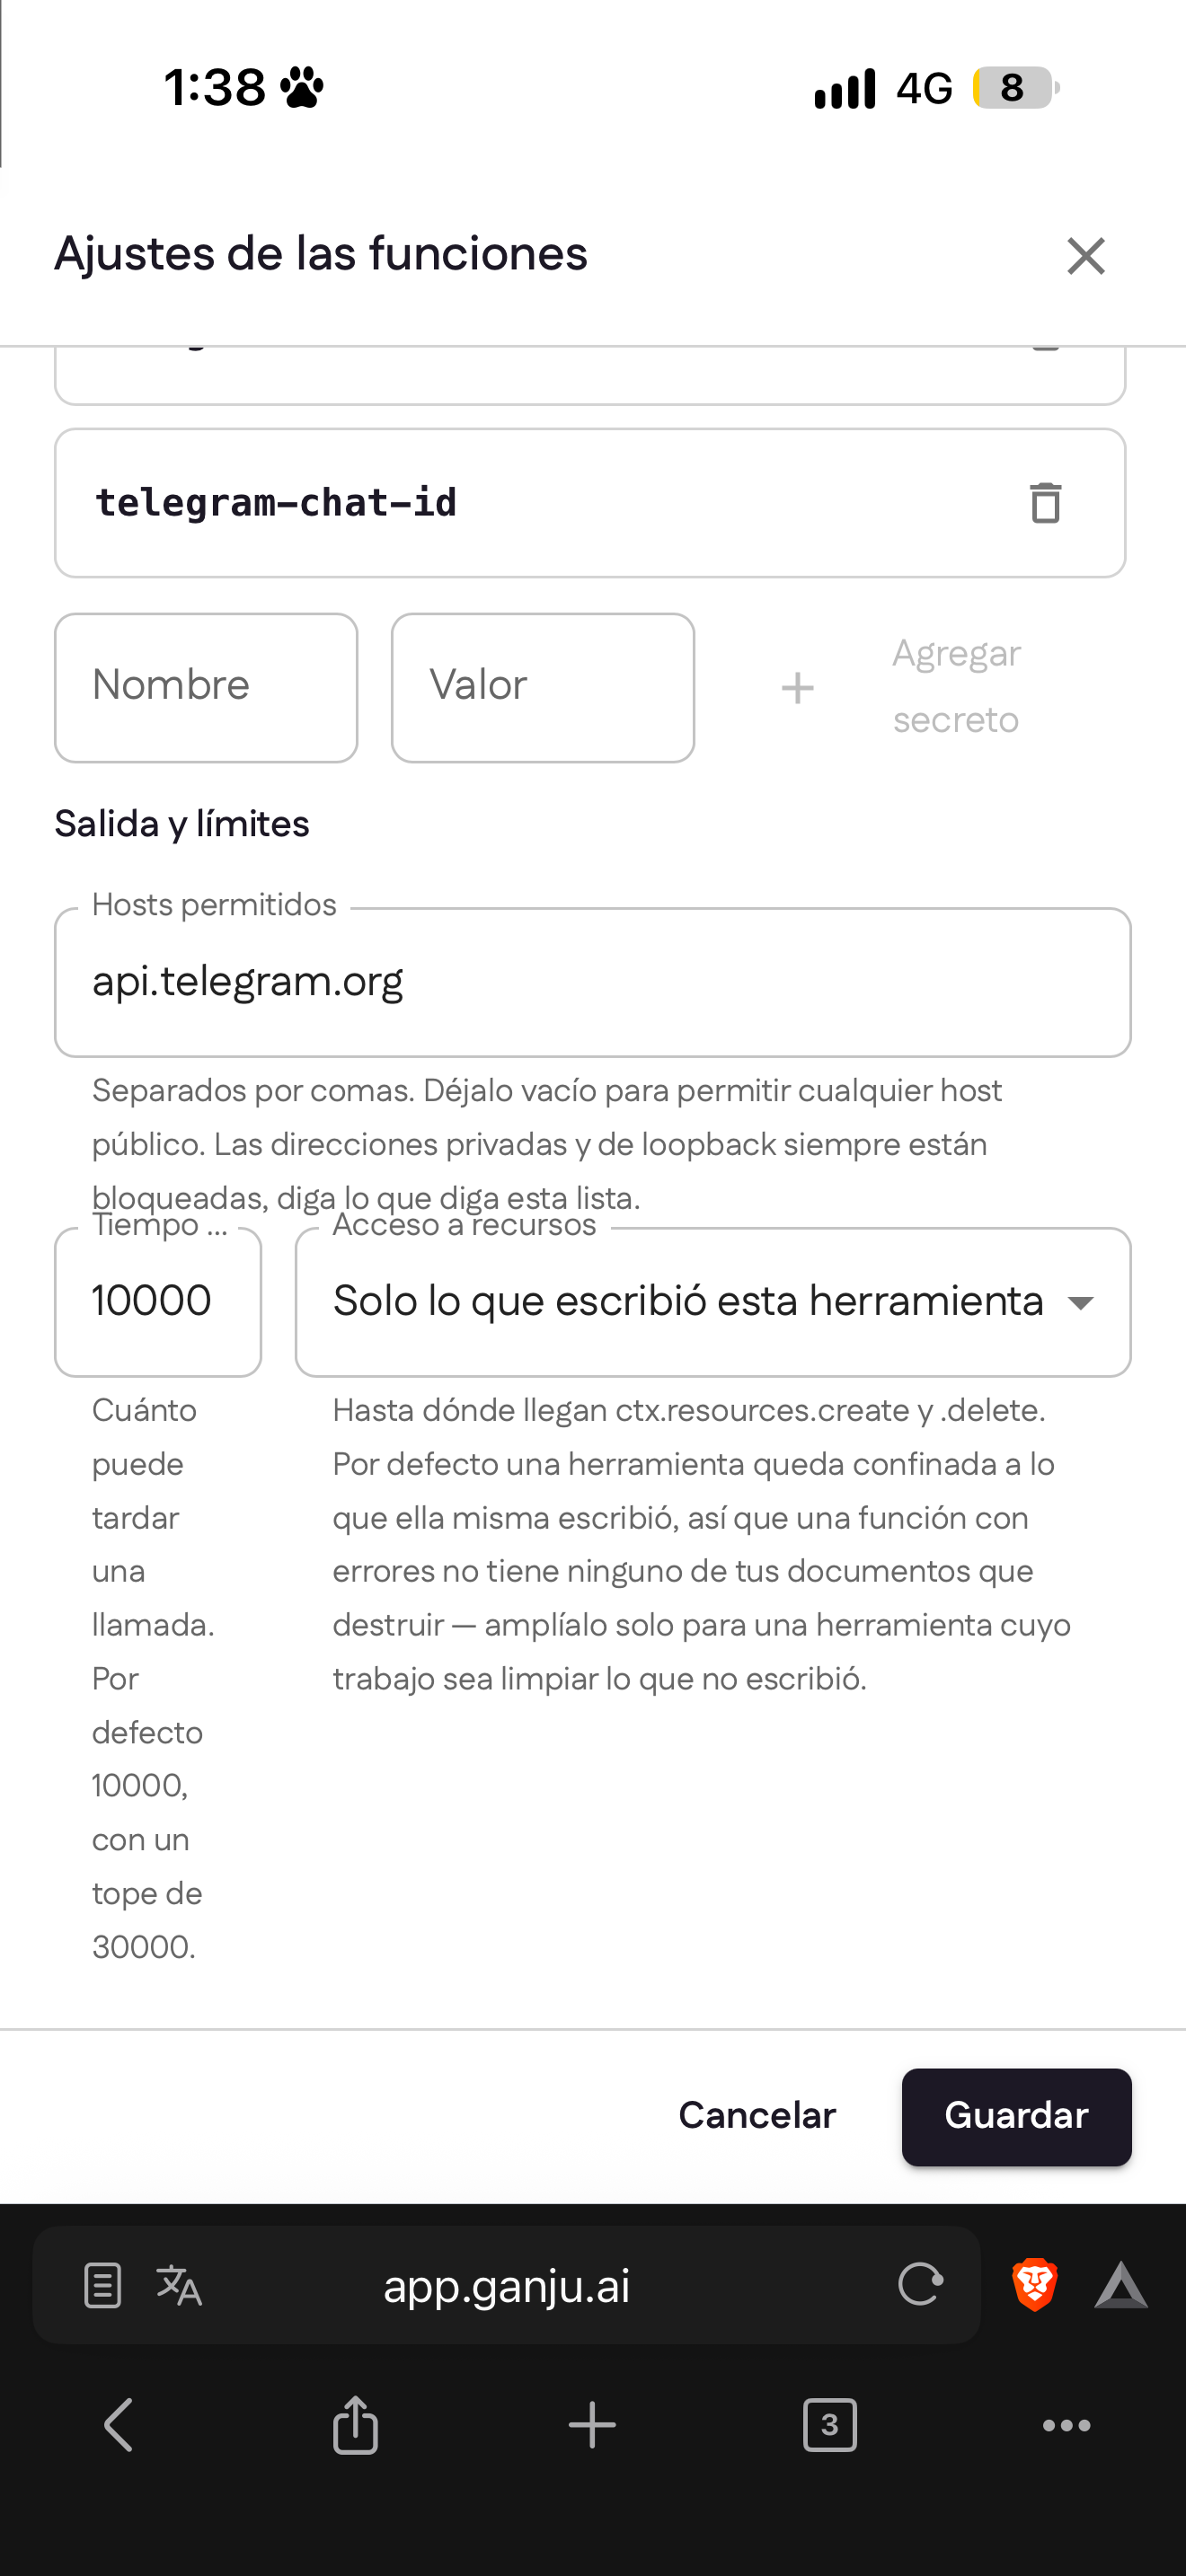 1:38
4G
8
Ajustes de las funciones
telegram-chat-id
Nombre
Valor
Agregar
secreto
Salida y límites
Hosts permitidos
api.telegram.org
Separados por comas. Déjalo vacío para permitir cualquier host
público. Las direcciones privadas y de loopback siempre están
bloqueadas, diga lo que diga esta lista.
Tiempo ...
10000
Cuánto
puede
tardar
una
llamada.
Por
defecto
10000,
con un
tope de
30000.
Acceso a recursos
Solo lo que escribió esta herramienta
Hasta dónde llegan ctx.resources.create y .delete.
Por defecto una herramienta queda confinada a lo
que ella misma escribió, así que una función con
errores no tiene ninguno de tus documentos que
destruir — amplíalo solo para una herramienta cuyo
trabajo sea limpiar lo que no escribió.
Cancelar
Guardar
app.ganju.ai
3